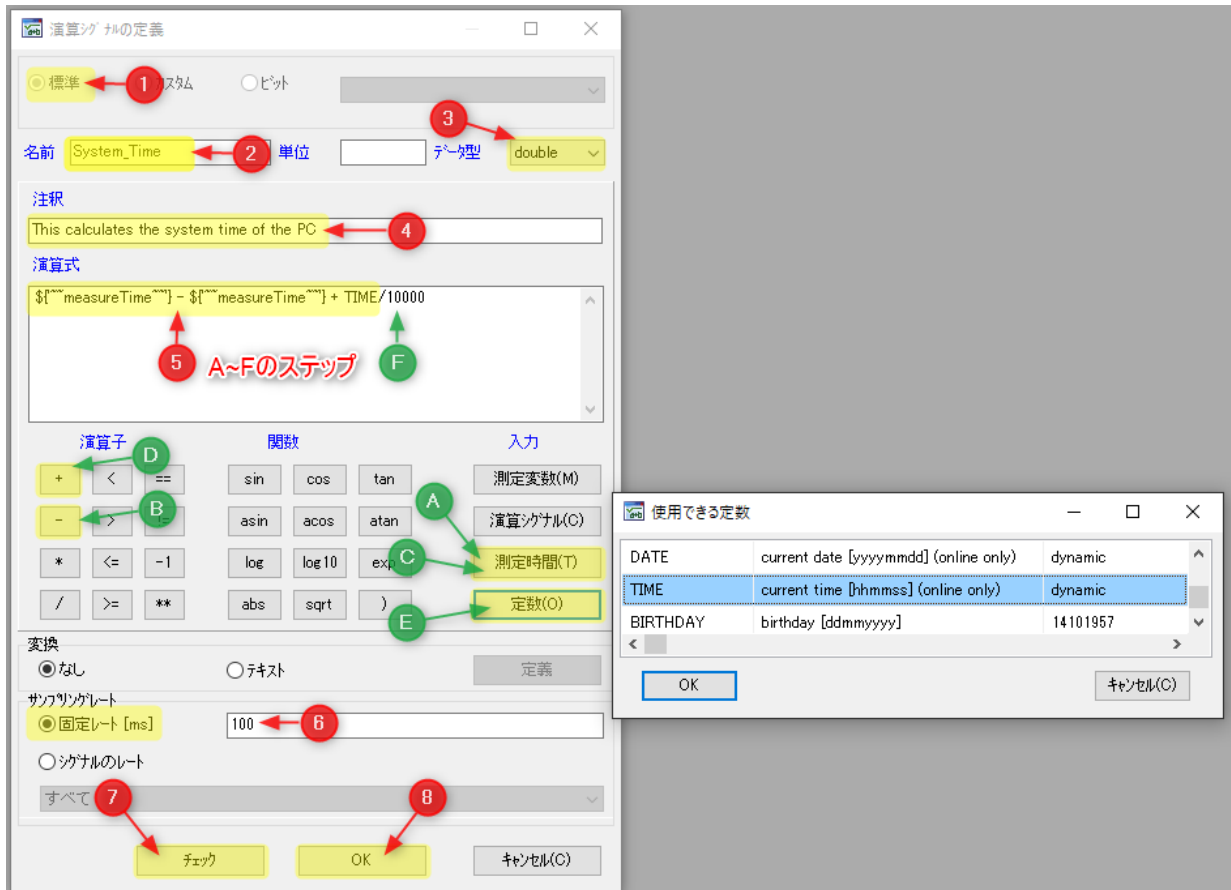 演算シグナルの定義
標準 1 カスタム ビット
3
名前 System_Time 2 単位 データ型 double
注釈
This calculates the system time of the PC 4
演算式
${"~~measureTime~~"} - ${"~~measureTime~~"} + TIME/10000
5 A~Fのステップ F
演算子 関数 入力
D
+ < == sin cos tan 測定変数(M)
A
- > B != asin acos atan 演算シグナル(C)
* <= -1 log log10 exp C 測定時間(T)
/ >= ** abs sqrt ) 定数(O)
E
変換
なし テキスト 定義
サンプリングレート
固定レート [ms] 100 6
シグナルのレート
すべて 7 8
チェック OK キャンセル(C)
使用できる定数
DATE current date [yyyymmdd] (online only) dynamic
TIME current time [hhmmss] (online only) dynamic
BIRTHDAY birthday [ddmmyyyy] 14101957
OK キャンセル(C)